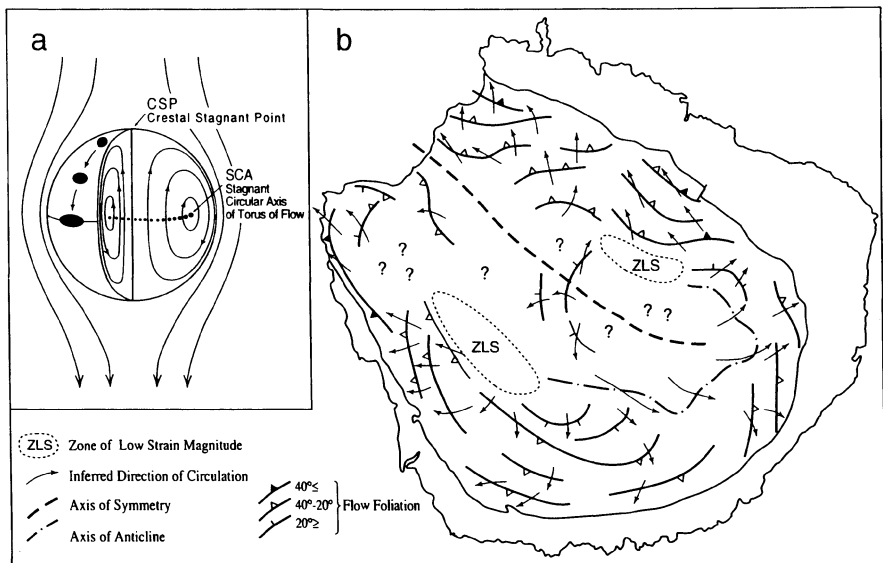 a
CSP
Crestal Stagnant Point
SCA
Stagnant
Circular Axis
of Torus of Flow
b
?
?
?
?
?
?
?
?
?
ZLS
ZLS
ZLS Zone of Low Strain Magnitude
Inferred Direction of Circulation
Axis of Symmetry
Axis of Anticline
40°≤
40°-20°
20°≥
Flow Foliation